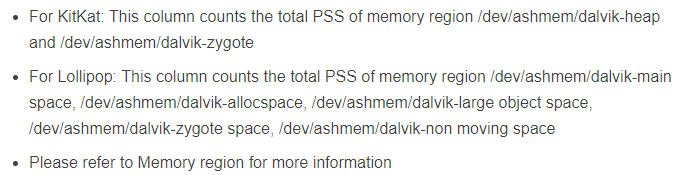 For KitKat: This column counts the total PSS of memory region /dev/ashmem/dalvik-heap
and /dev/ashmem/dalvik-zygote
For Lollipop: This column counts the total PSS of memory region /dev/ashmem/dalvik-main
space, /dev/ashmem/dalvik-allocspace, /dev/ashmem/dalvik-large object space,
/dev/ashmem/dalvik-zygote space, /dev/ashmem/dalvik-non moving space
Please refer to Memory region for more information